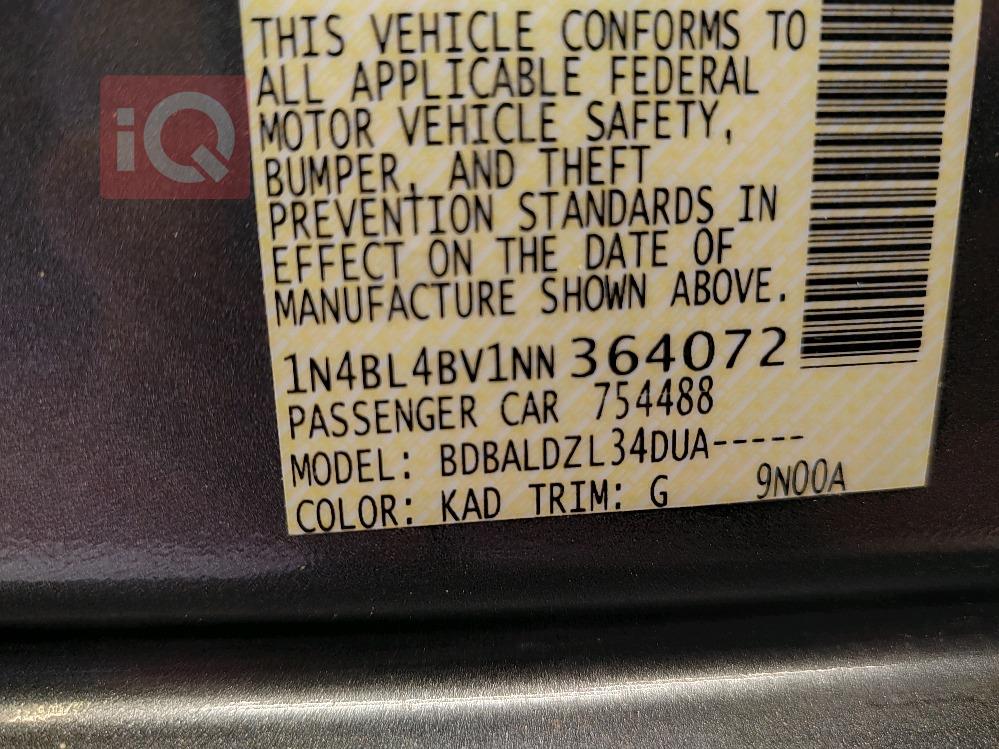 THIS VEHICLE CONFORMS TO
ALL APPLICABLE FEDERAL
MOTOR VEHICLE SAFETY,
BUMPER, AND THEFT
PREVENTION STANDARDS IN
EFFECT ON THE DATE OF
MANUFACTURE SHOWN ABOVE.
1N4BL4BV1NN364072
PASSENGER CAR 754488
MODEL: BDBALDZL34DUA-----
COLOR: KAD TRIM: G 9N00A
iQ